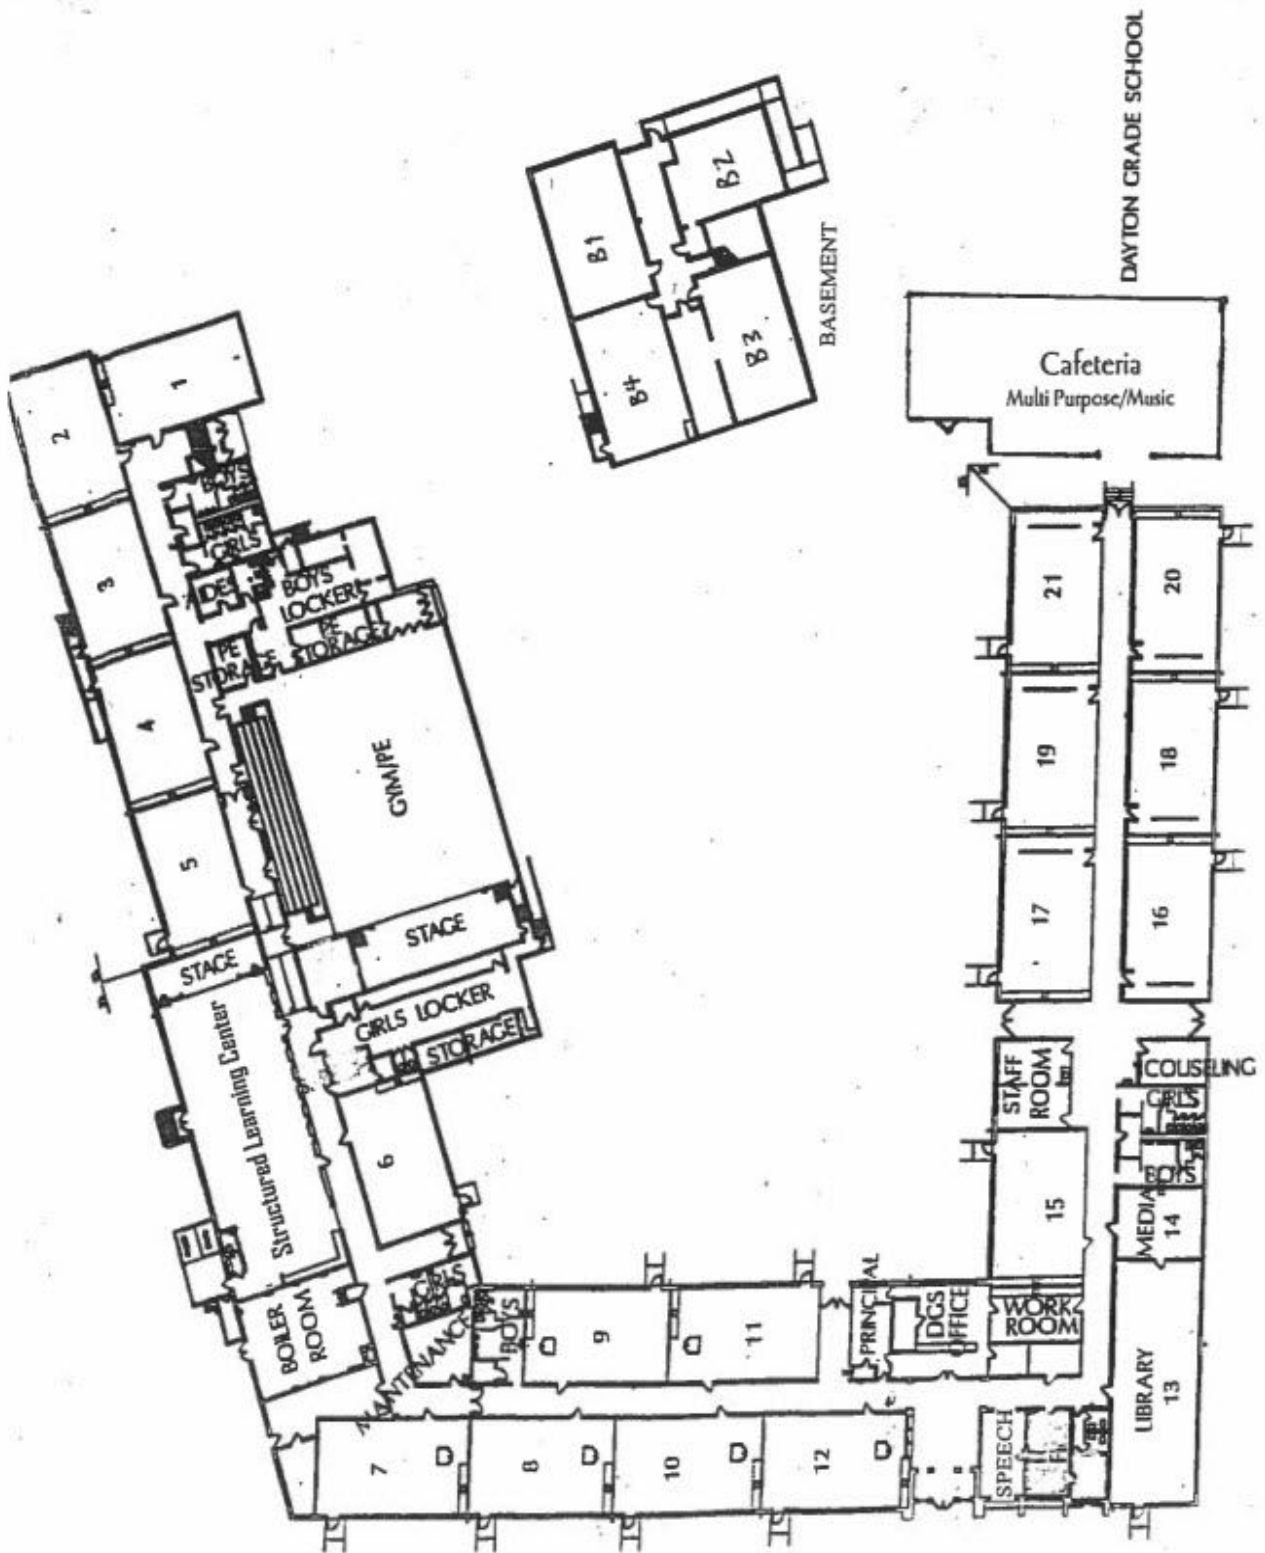 DAYTON GRADE SCHOOL
BASEMENT
B1
B2
B3
B4
Cafeteria
Multi Purpose/Music
1
2
3
4
5
BOYS
GIRLS
AIDES
BOYS
LOCKER
PE
STORAGE
PE
STORAGE
GYM/PE
STAGE
STAGE
GIRLS LOCKER
STORAGE
Structured Learning Center
6
BOILER
ROOM
GIRLS
MAINTENANCE
BOYS
7
8
9
10
11
12
PRINCIPAL
DGS
OFFICE
WORK
ROOM
SPEECH
LIBRARY
13
MEDIA
14
15
BOYS
GIRLS
COUSELING
STAFF
ROOM
16
17
18
19
20
21